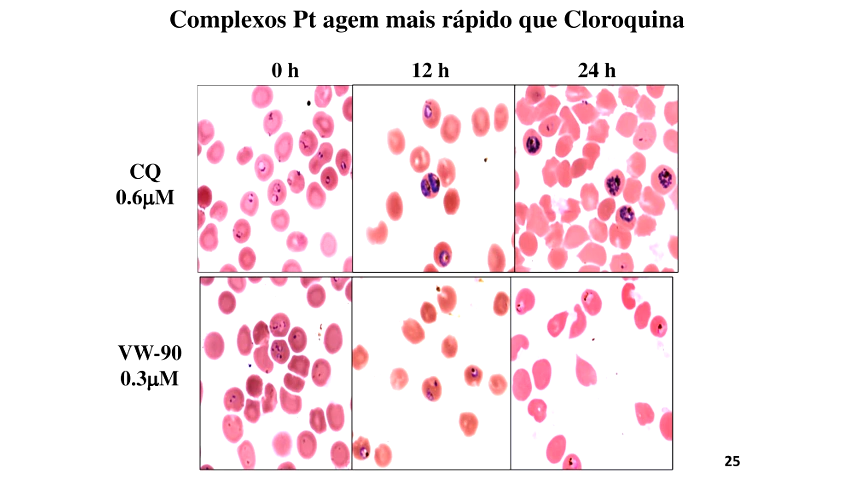 Complexos Pt agem mais rápido que Cloroquina
0 h 12 h 24 h
CQ
0.6μM
VW-90
0.3μM
25